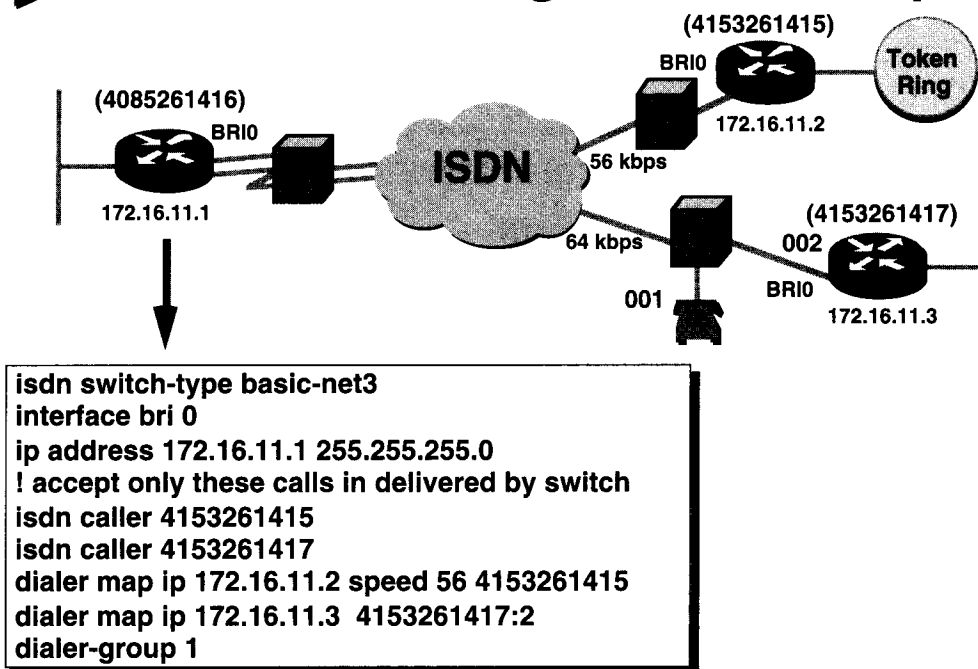 (4153261415)
BRI0
Token
Ring
(4085261416)
BRI0
172.16.11.2
ISDN
56 kbps
172.16.11.1
(4153261417)
64 kbps
002
001
BRI0
172.16.11.3
isdn switch-type basic-net3
interface bri 0
ip address 172.16.11.1 255.255.255.0
! accept only these calls in delivered by switch
isdn caller 4153261415
isdn caller 4153261417
dialer map ip 172.16.11.2 speed 56 4153261415
dialer map ip 172.16.11.3 4153261417:2
dialer-group 1